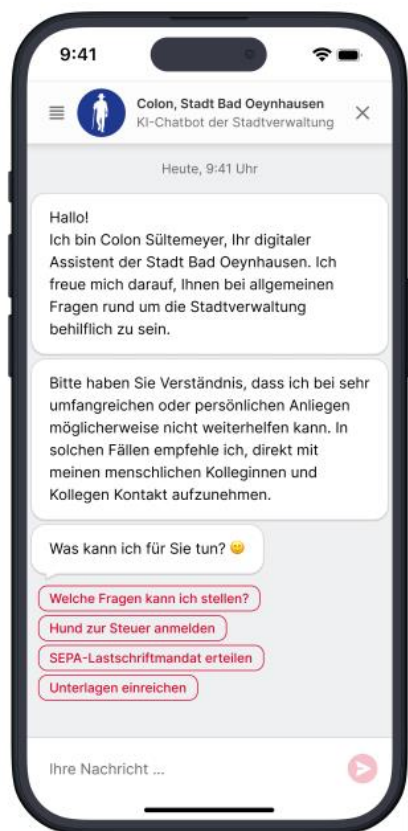 9:41
Colon, Stadt Bad Oeynhausen
KI-Chatbot der Stadtverwaltung
Heute, 9:41 Uhr
Hallo!
Ich bin Colon Sültemeyer, Ihr digitaler
Assistent der Stadt Bad Oeynhausen. Ich
freue mich darauf, Ihnen bei allgemeinen
Fragen rund um die Stadtverwaltung
behilflich zu sein.
Bitte haben Sie Verständnis, dass ich bei sehr
umfangreichen oder persönlichen Anliegen
möglicherweise nicht weiterhelfen kann. In
solchen Fällen empfehle ich, direkt mit
meinen menschlichen Kolleginnen und
Kollegen Kontakt aufzunehmen.
Was kann ich für Sie tun? 😀
Welche Fragen kann ich stellen?
Hund zur Steuer anmelden
SEPA-Lastschriftmandat erteilen
Unterlagen einreichen
Ihre Nachricht ...